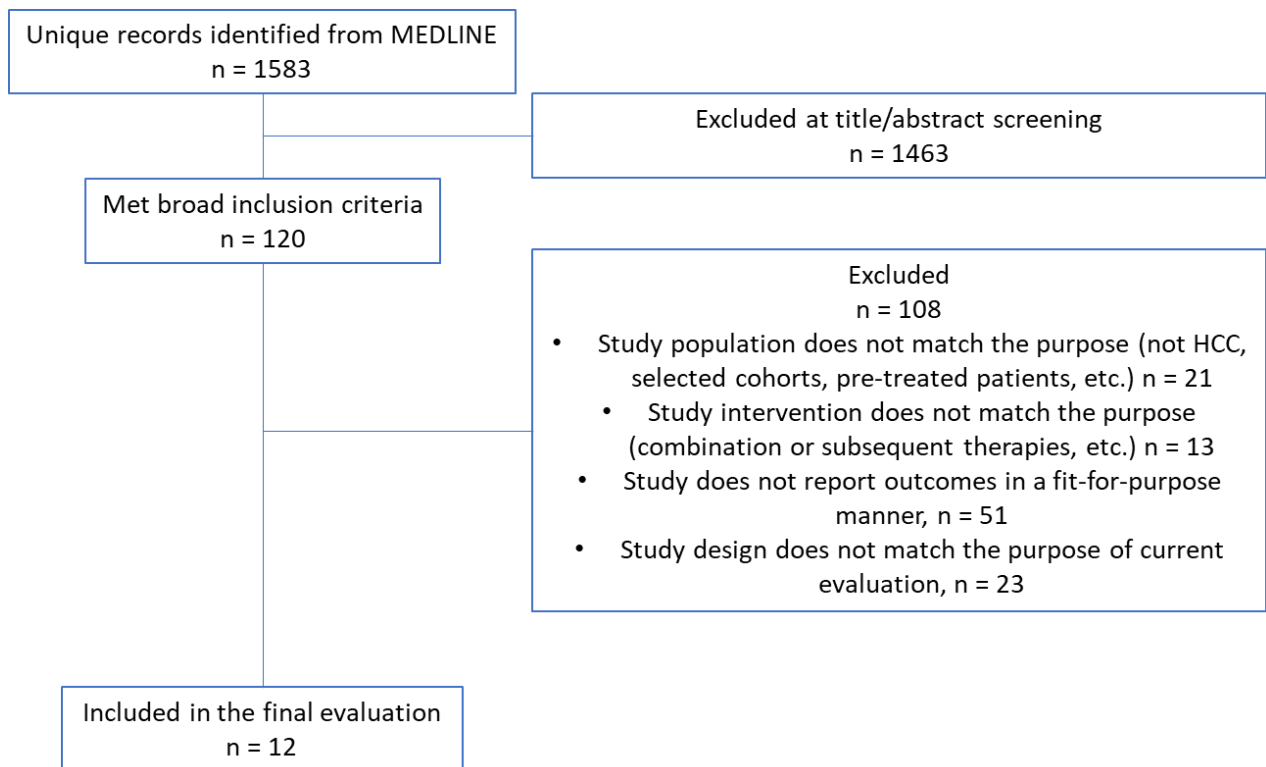 Unique records identified from MEDLINE
n = 1583
Excluded at title/abstract screening
n = 1463
Met broad inclusion criteria
n = 120
Excluded
n = 108
• Study population does not match the purpose (not HCC,
selected cohorts, pre-treated patients, etc.) n = 21
• Study intervention does not match the purpose
(combination or subsequent therapies, etc.) n = 13
• Study does not report outcomes in a fit-for-purpose
manner, n = 51
• Study design does not match the purpose of current
evaluation, n = 23
Included in the final evaluation
n = 12